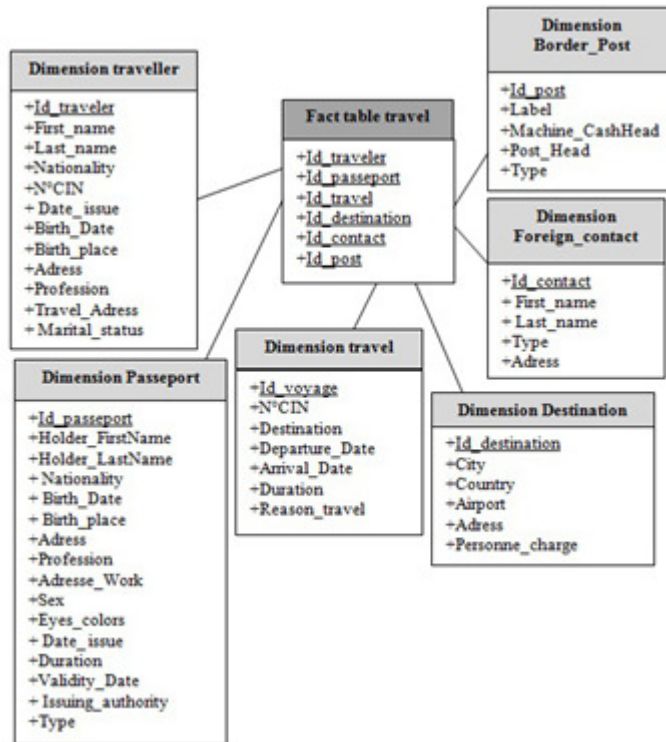 Dimension traveller
+Id_traveler
+First_name
+Last_name
+Nationality
+N°CIN
+ Date_issue
+Birth_Date
+Birth_place
+Adress
+Profession
+Travel_Adress
+ Marital_status
Fact table travel
+Id_traveler
+Id_passeport
+Id_travel
+Id_destination
+Id_contact
+Id_post
Dimension
Border_Post
+Id_post
+Label
+Machine_CashHead
+Post_Head
+Type
Dimension
Foreign_contact
+Id_contact
+ First_name
+ Last_name
+Type
+Adress
Dimension Passeport
+Id_passeport
+Holder_FirstName
+Holder_LastName
+ Nationality
+ Birth_Date
+ Birth_place
+Adress
+Profession
+Adresse_Work
+Sex
+Eyes_colors
+ Date_issue
+Duration
+Validity_Date
+ Issuing_authority
+Type
Dimension travel
+Id_voyage
+N°CIN
+Destination
+Departure_Date
+Arrival_Date
+Duration
+Reason_travel
Dimension Destination
+Id_destination
+City
+Country
+Airport
+Adress
+Personne_charge